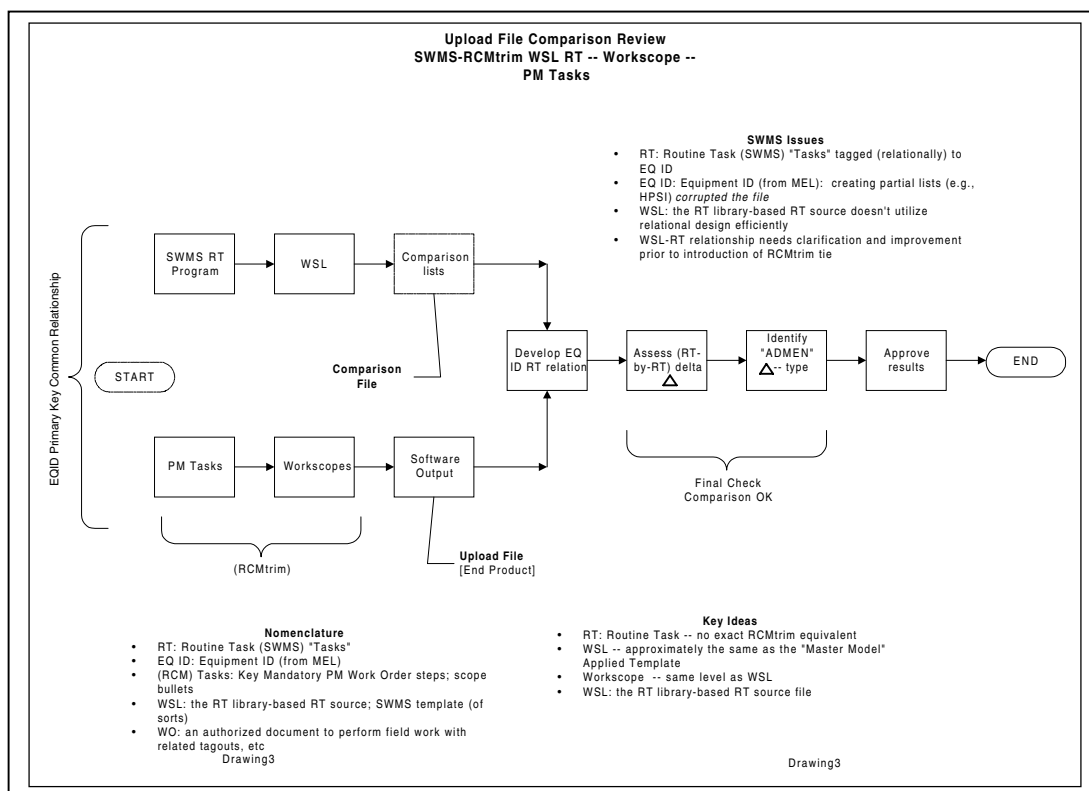 Upload File Comparison Review
SWMS-RCMtrim WSL RT -- Workscope --
PM Tasks
SWMS Issues
• RT: Routine Task (SWMS) "Tasks" tagged (relationally) to
EQ ID
• EQ ID: Equipment ID (from MEL): creating partial lists (e.g.,
HPSI) corrupted the file
• WSL: the RT library-based RT source doesn't utilize
relational design efficiently
• WSL-RT relationship needs clarification and improvement
prior to introduction of RCMtrim tie
EQID Primary Key Common Relationship
START
SWMS RT
Program
WSL
Comparison
lists
Comparison
File
Develop EQ
ID RT relation
Assess (RT-
by-RT) delta
Δ
Identify
"ADMEN"
Δ-- type
Approve
results
END
PM Tasks
Workscopes
Software
Output
Final Check
Comparison OK
(RCMtrim)
Upload File
[End Product]
Nomenclature
• RT: Routine Task (SWMS) "Tasks"
• EQ ID: Equipment ID (from MEL)
• (RCM) Tasks: Key Mandatory PM Work Order steps; scope
bullets
• WSL: the RT library-based RT source; SWMS template (of
sorts)
• WO: an authorized document to perform field work with
related tagouts, etc
Drawing3
Key Ideas
• RT: Routine Task -- no exact RCMtrim equivalent
• WSL -- approximately the same as the "Master Model"
Applied Template
• Workscope -- same level as WSL
• WSL: the RT library-based RT source file
Drawing3